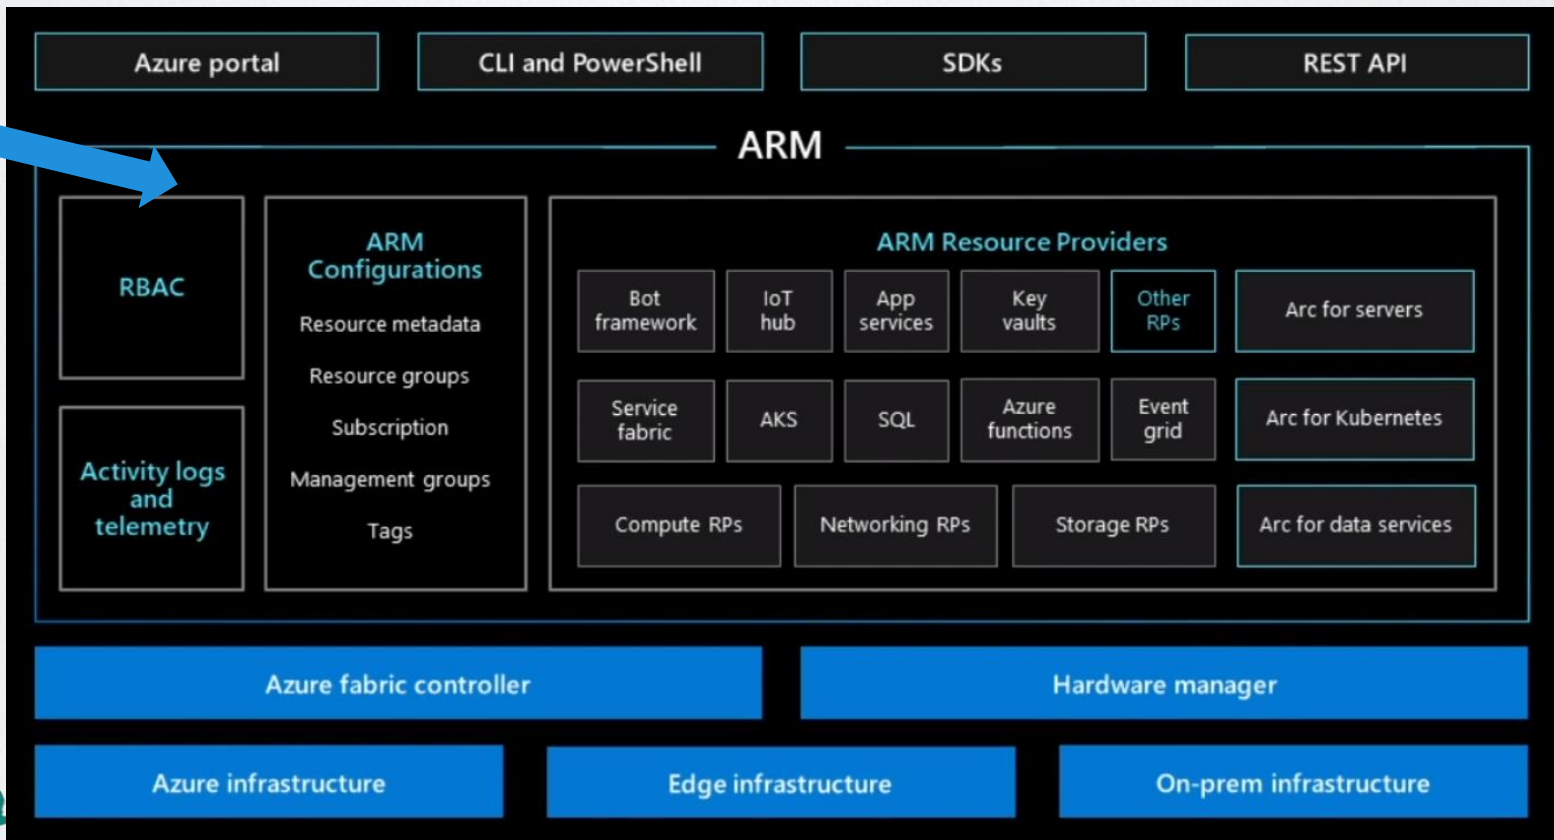 Azure portal
CLI and PowerShell
SDKs
REST API
ARM
RBAC
Activity logs
and
telemetry
ARM
Configurations
Resource metadata
Resource groups
Subscription
Management groups
Tags
ARM Resource Providers
Bot
framework
IoT
hub
App
services
Key
vaults
Other
RPs
Arc for servers
Service
fabric
AKS
SQL
Azure
functions
Event
grid
Arc for Kubernetes
Compute RPs
Networking RPs
Storage RPs
Arc for data services
Azure fabric controller
Hardware manager
Azure infrastructure
Edge infrastructure
On-prem infrastructure